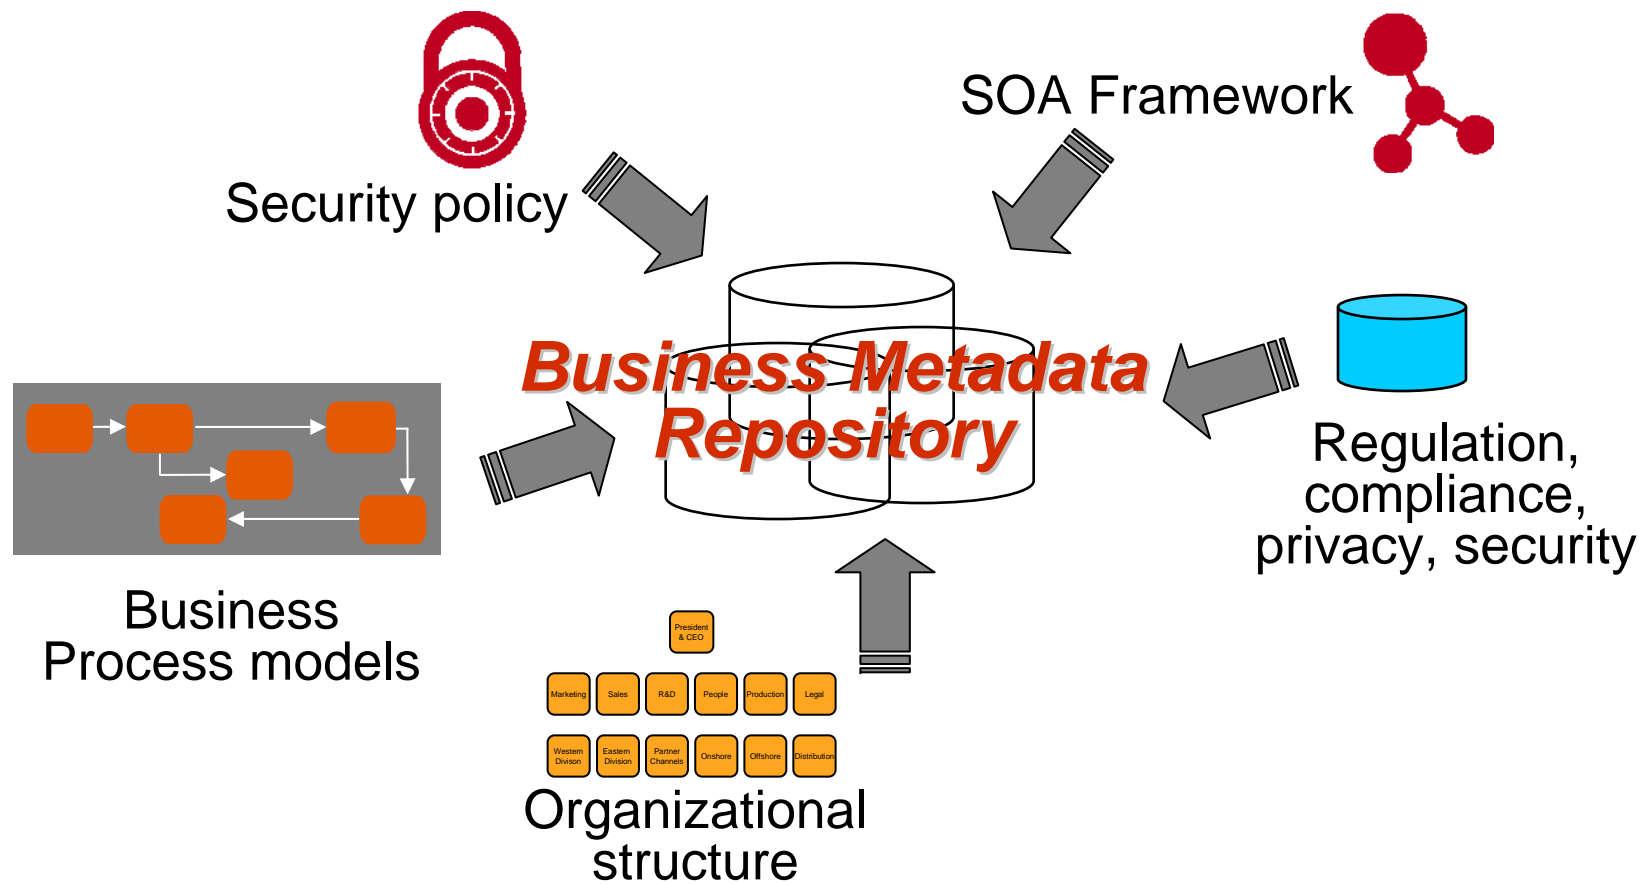 SOA Framework
Security policy
Business Metadata
Repository
Regulation,
compliance,
privacy, security
Business
Process models
President
& CEO
Marketing
Sales
R&D
People
Production
Legal
Western
Divison
Eastern
Division
Partner
Channels
Onshore
Offshore
Distribution
Organizational
structure